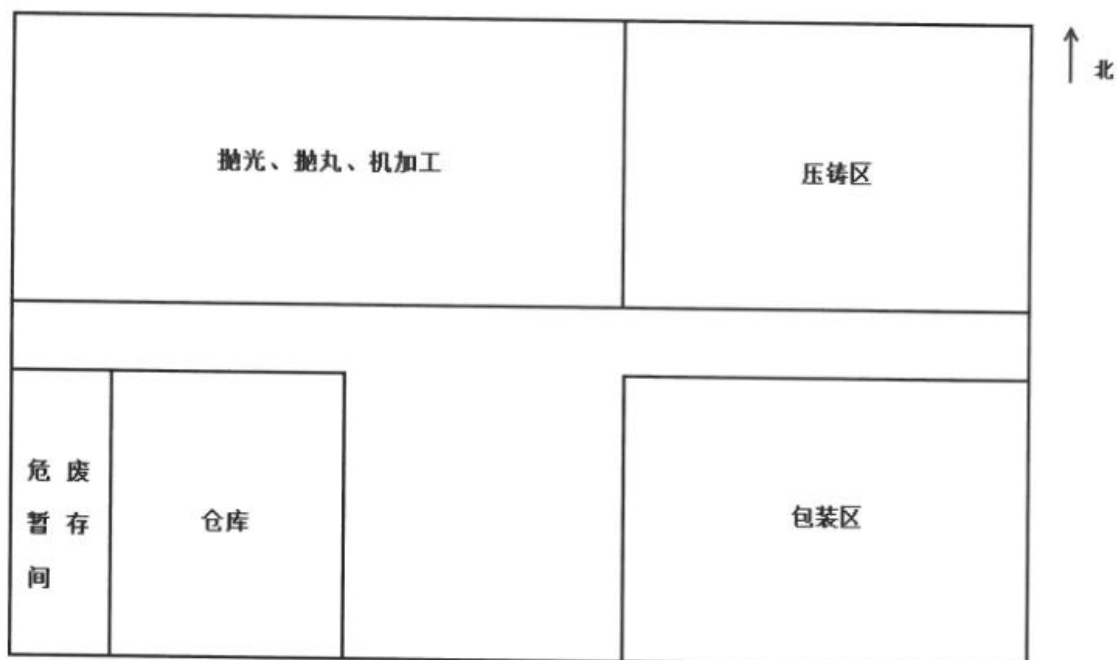 北
抛光、抛丸、机加工
压铸区
危 废
暂 存
间
仓库
包装区